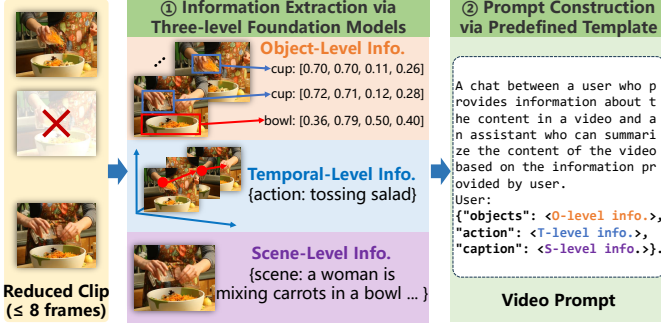 ① Information Extraction via
Three-level Foundation Models
② Prompt Construction
via Predefined Template
Object-Level Info.
cup: [0.70, 0.70, 0.11, 0.26]
cup: [0.72, 0.71, 0.12, 0.28]
bowl: [0.36, 0.79, 0.50, 0.40]
Temporal-Level Info.
{action: tossing salad}
Scene-Level Info.
{scene: a woman is
mixing carrots in a bowl ... }
Reduced Clip
(≤ 8 frames)
A chat between a user who p
rovides information about t
he content in a video and a
n assistant who can summari
ze the content of the video
based on the information pr
ovided by user.
User:
{"objects": <O-level info.>,
"action": <T-level info.>,
"caption": <S-level info.>}.
Video Prompt